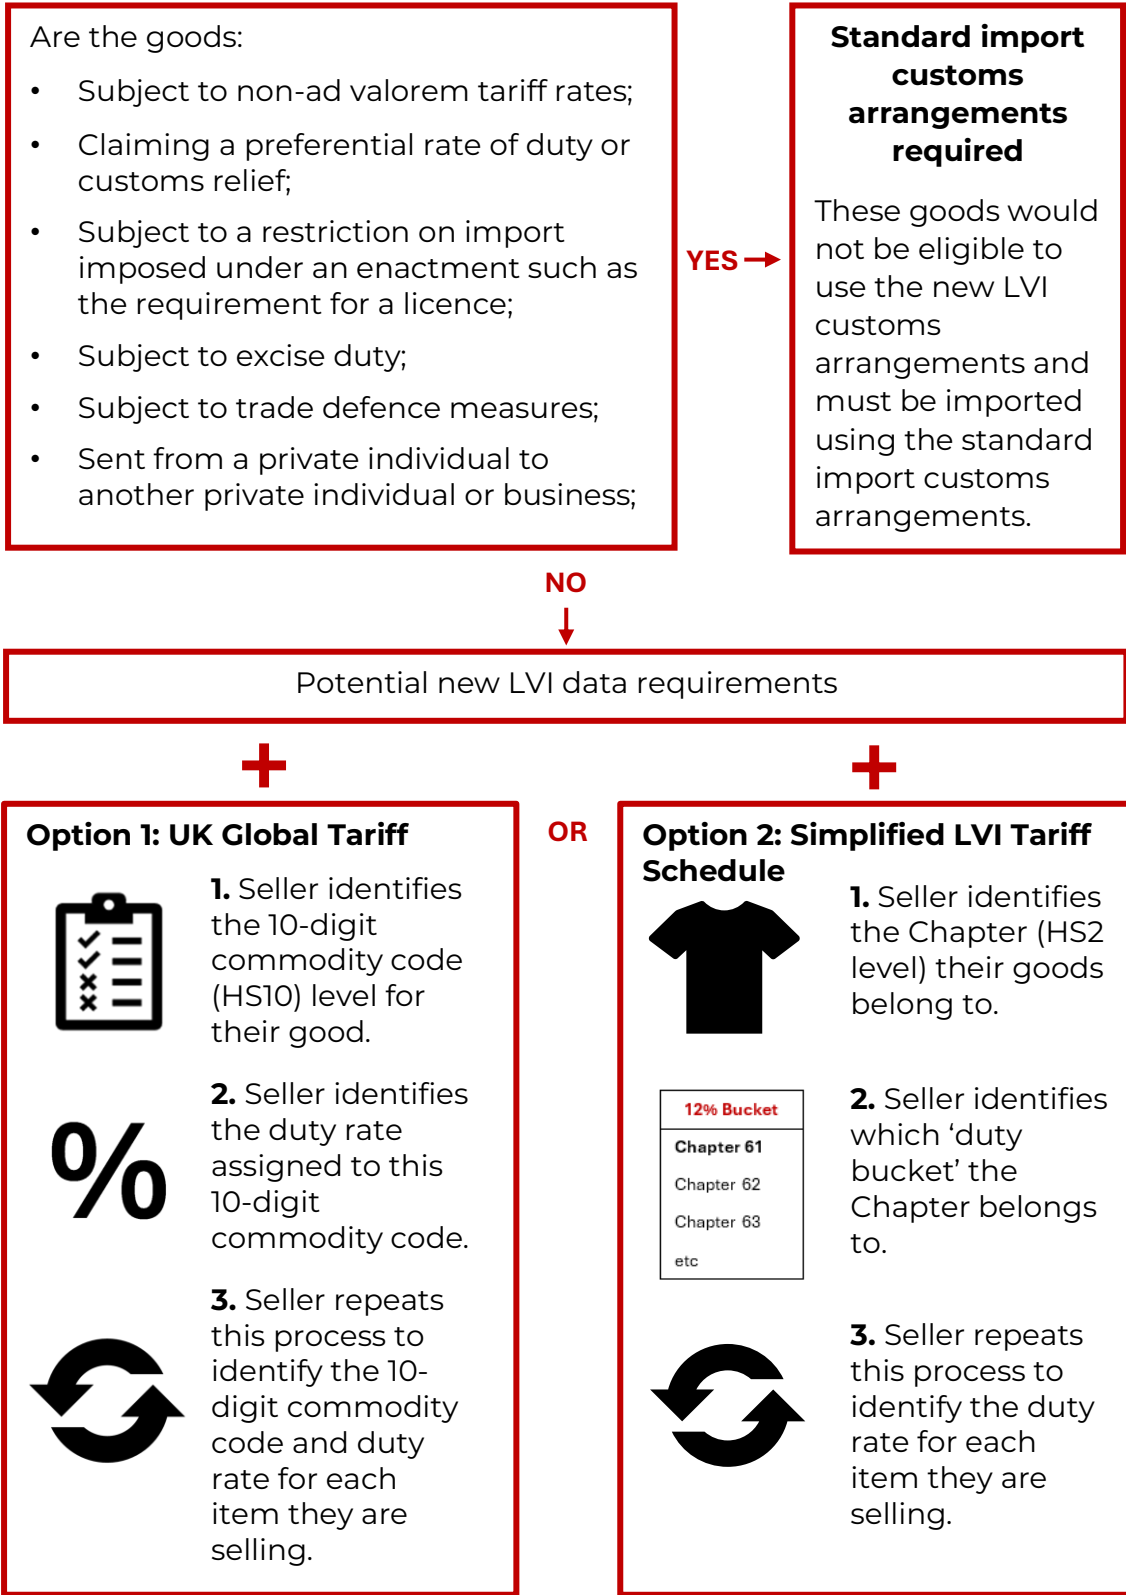 Are the goods:
• Subject to non-ad valorem tariff rates;
• Claiming a preferential rate of duty or
customs relief;
• Subject to a restriction on import
imposed under an enactment such as
the requirement for a licence;
• Subject to excise duty;
• Subject to trade defence measures;
• Sent from a private individual to
another private individual or business;
YES
Standard import
customs
arrangements
required
These goods would
not be eligible to
use the new LVI
customs
arrangements and
must be imported
using the standard
import customs
arrangements.
NO
Potential new LVI data requirements
+
+
Option 1: UK Global Tariff
1. Seller identifies
the 10-digit
commodity code
(HS10) level for
their good.
%
2. Seller identifies
the duty rate
assigned to this
10-digit
commodity code.
3. Seller repeats
this process to
identify the 10-
digit commodity
code and duty
rate for each
item they are
selling.
OR
Option 2: Simplified LVI Tariff
Schedule
1. Seller identifies
the Chapter (HS2
level) their goods
belong to.
12% Bucket
Chapter 61
Chapter 62
Chapter 63
etc
2. Seller identifies
which ‘duty
bucket’ the
Chapter belongs
to.
3. Seller repeats
this process to
identify the duty
rate for each
item they are
selling.